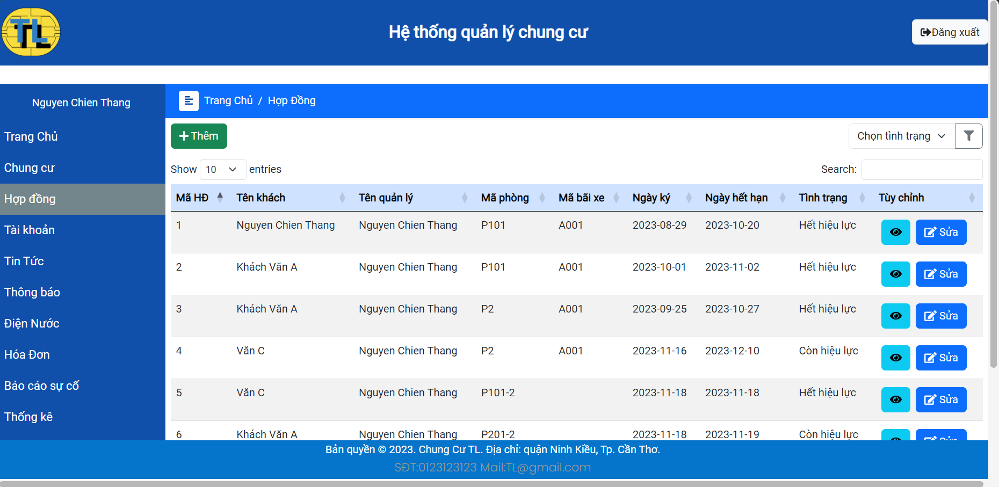 TL
Hệ thống quản lý chung cư
Đăng xuất
Nguyen Chien Thang
Trang Chủ / Hợp Đồng
Trang Chủ
Chung cư
Hợp đồng
Tài khoản
Tin Tức
Thông báo
Điện Nước
Hóa Đơn
Báo cáo sự cố
Thống kê
Thêm
Chọn tình trạng
Show 10 entries
Search:
Mã HĐ Tên khách Tên quản lý Mã phòng Mã bãi xe Ngày ký Ngày hết hạn Tình trạng Tùy chỉnh
1 Nguyen Chien Thang Nguyen Chien Thang P101 A001 2023-08-29 2023-10-20 Hết hiệu lực Sửa
2 Khách Văn A Nguyen Chien Thang P101 A001 2023-10-01 2023-11-02 Hết hiệu lực Sửa
3 Khách Văn A Nguyen Chien Thang P2 A001 2023-09-25 2023-10-27 Hết hiệu lực Sửa
4 Văn C Nguyen Chien Thang P2 A001 2023-11-16 2023-12-10 Còn hiệu lực Sửa
5 Văn C Nguyen Chien Thang P101-2 2023-11-18 2023-11-18 Hết hiệu lực Sửa
6 Khách Văn A Nguyen Chien Thang P201-2 2023-11-18 2023-11-19 Còn hiệu lực Sửa
Bản quyền © 2023. Chung Cư TL. Địa chỉ: quận Ninh Kiều, Tp. Cần Thơ.
SĐT:0123123123 Mail:TL@gmail.com